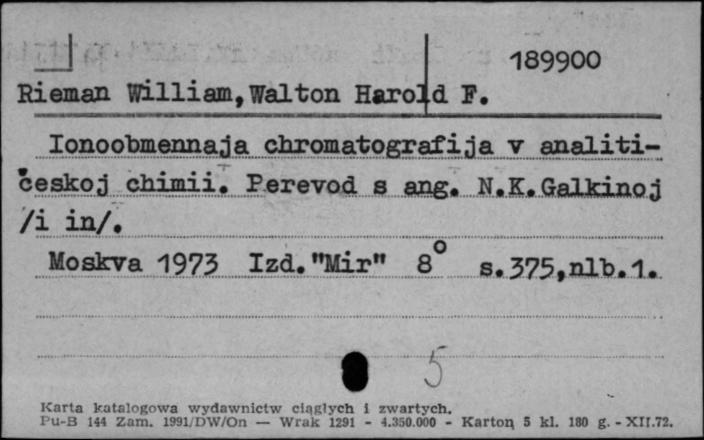 189900
Rieman William,Walton Harold F.
Ionoobmennaja chromatografija v analiti-
českoj chimii. Perevod s ang. N.K.Galkinoj
/i in/.
Moskva 1973 Izd."Mir" 8° s.375,nlb.1.
5
Karta katalogowa wydawnictw ciągłych i zwartych.
Pu-B 144 Zam. 1991/DW/On — Wrak 1291 - 4.350.000 - Karton 5 kl. 180 g. - XII.72.